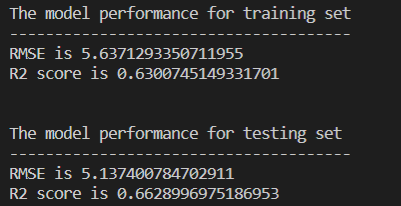 The model performance for training set
--------------------------------------
RMSE is 5.6371293350711955
R2 score is 0.6300745149331701
The model performance for testing set
--------------------------------------
RMSE is 5.137400784702911
R2 score is 0.6628996975186953